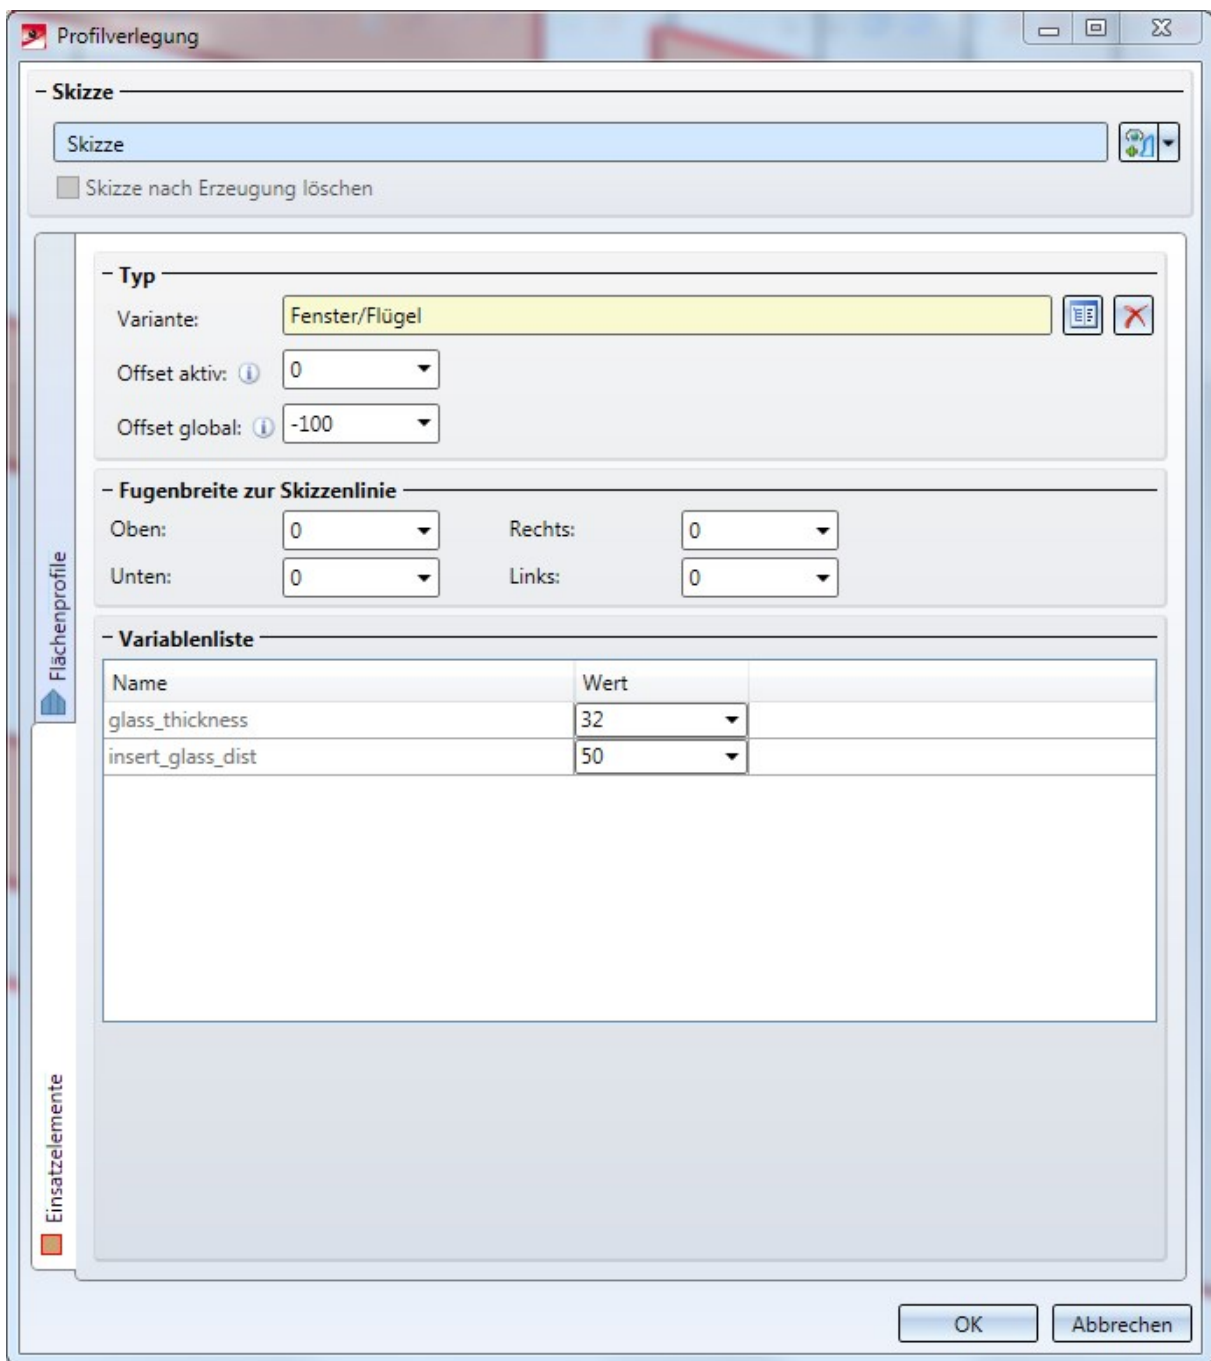 Profilverlegung
Skizze
Skizze
Skizze nach Erzeugung löschen
Typ
Variante: Fenster/Flügel
Offset aktiv: 0
Offset global: -100
Fugenbreite zur Skizzenlinie
Oben: 0 Rechts: 0
Unten: 0 Links: 0
Variablenliste
Name Wert
glass_thickness 32
insert_glass_dist 50
Flächenprofile
Einsatzelemente
OK Abbrechen